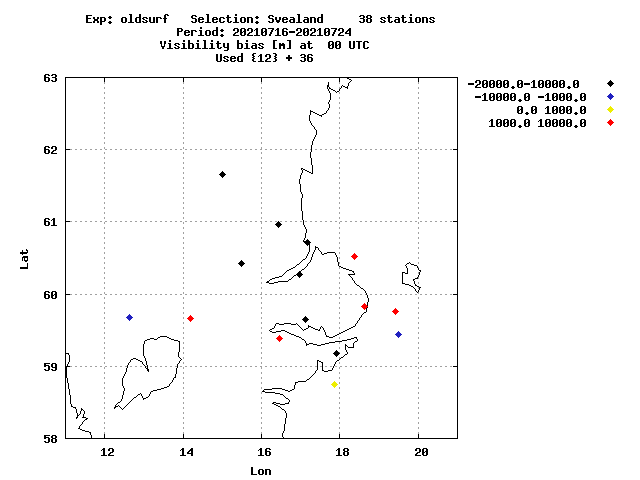 Exp: oldsurf   Selection: Svealand     38 stations
Period: 20210716-20210724
Visibility bias [m] at  00 UTC
Used {12} + 36
-20000.0-10000.0
-10000.0 -1000.0
0.0 1000.0
1000.0 10000.0
63
62
61
60
59
58
Lat
12 14 16 18 20
Lon